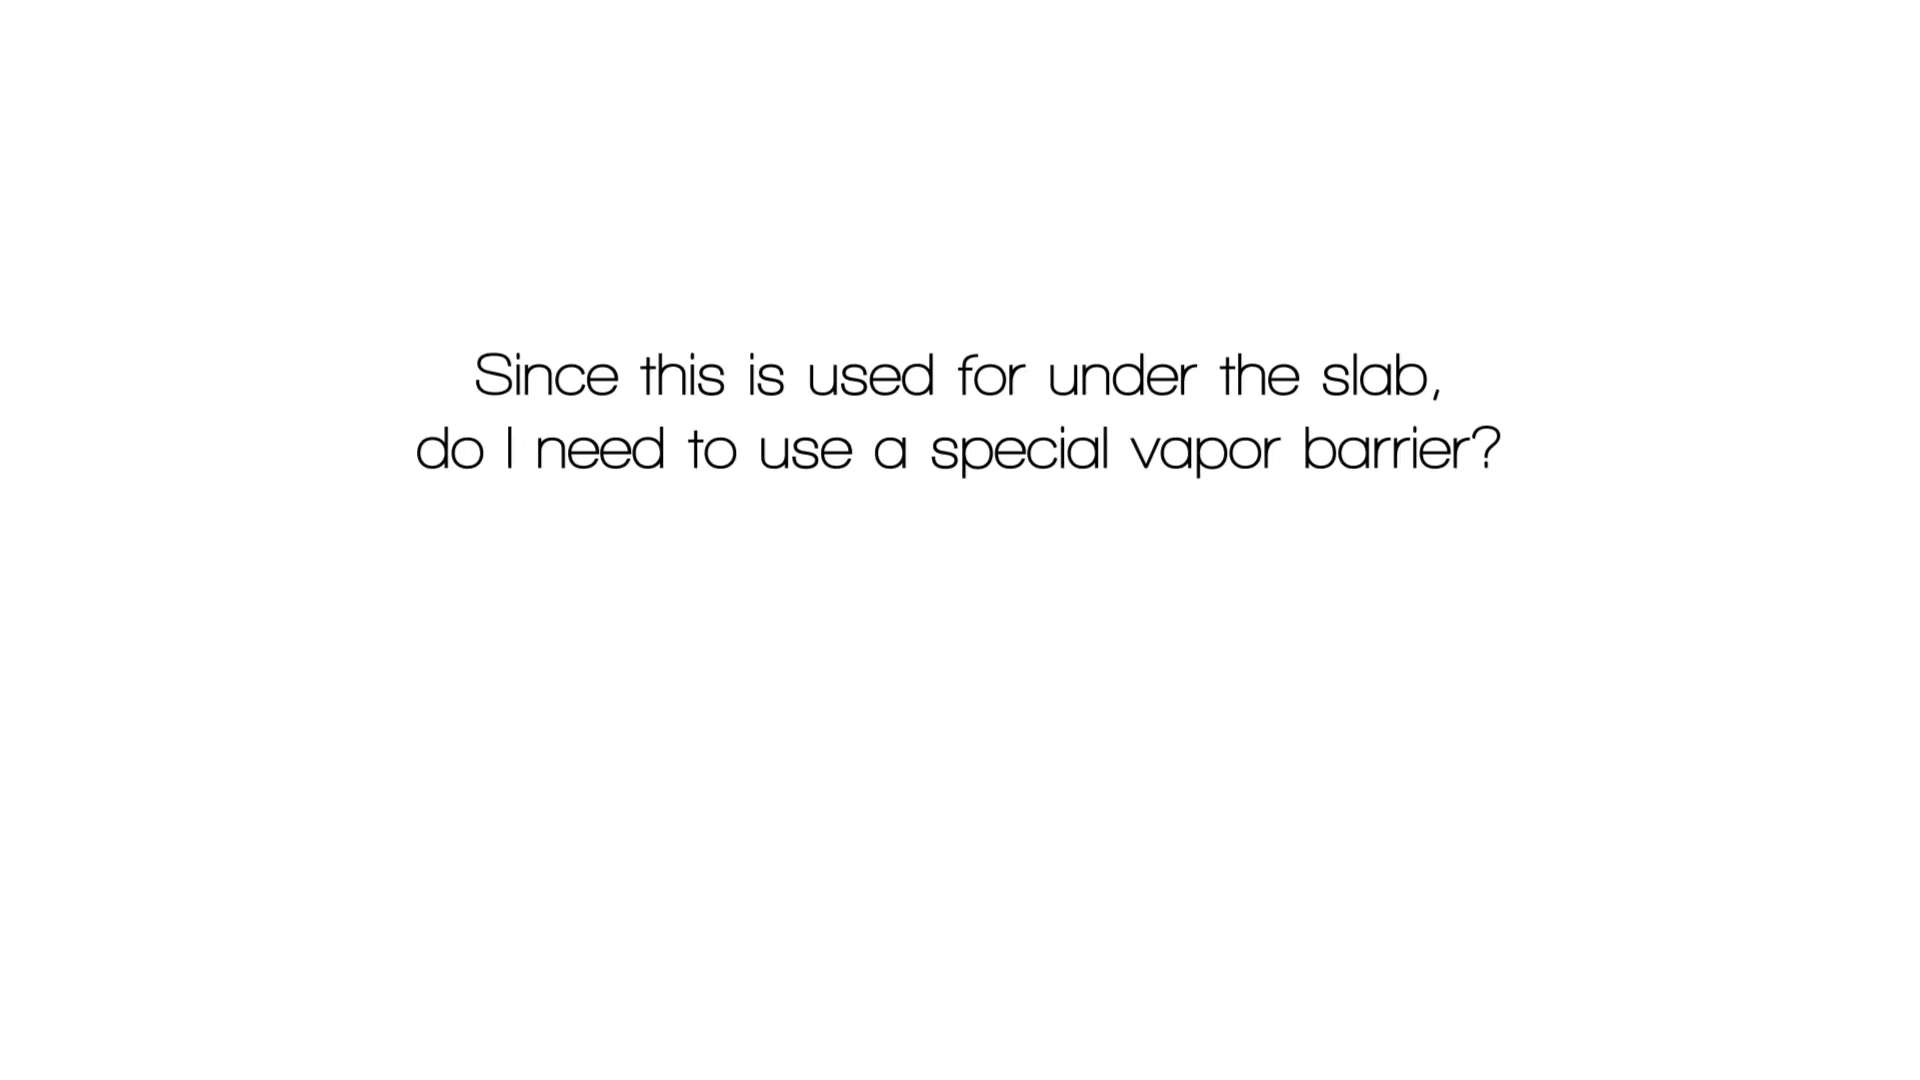 Since this is used for under the slab,
do I need to use a special vapor barrier?